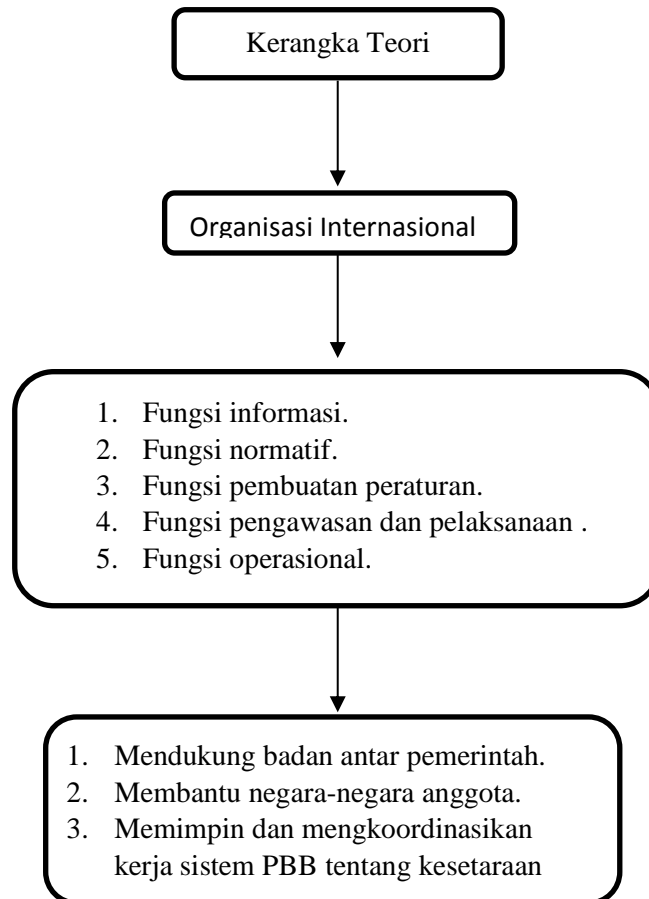 Kerangka Teori
Organisasi Internasional
1. Fungsi informasi.
2. Fungsi normatif.
3. Fungsi pembuatan peraturan.
4. Fungsi pengawasan dan pelaksanaan .
5. Fungsi operasional.
1. Mendukung badan antar pemerintah.
2. Membantu negara-negara anggota.
3. Memimpin dan mengkoordinasikan
kerja sistem PBB tentang kesetaraan